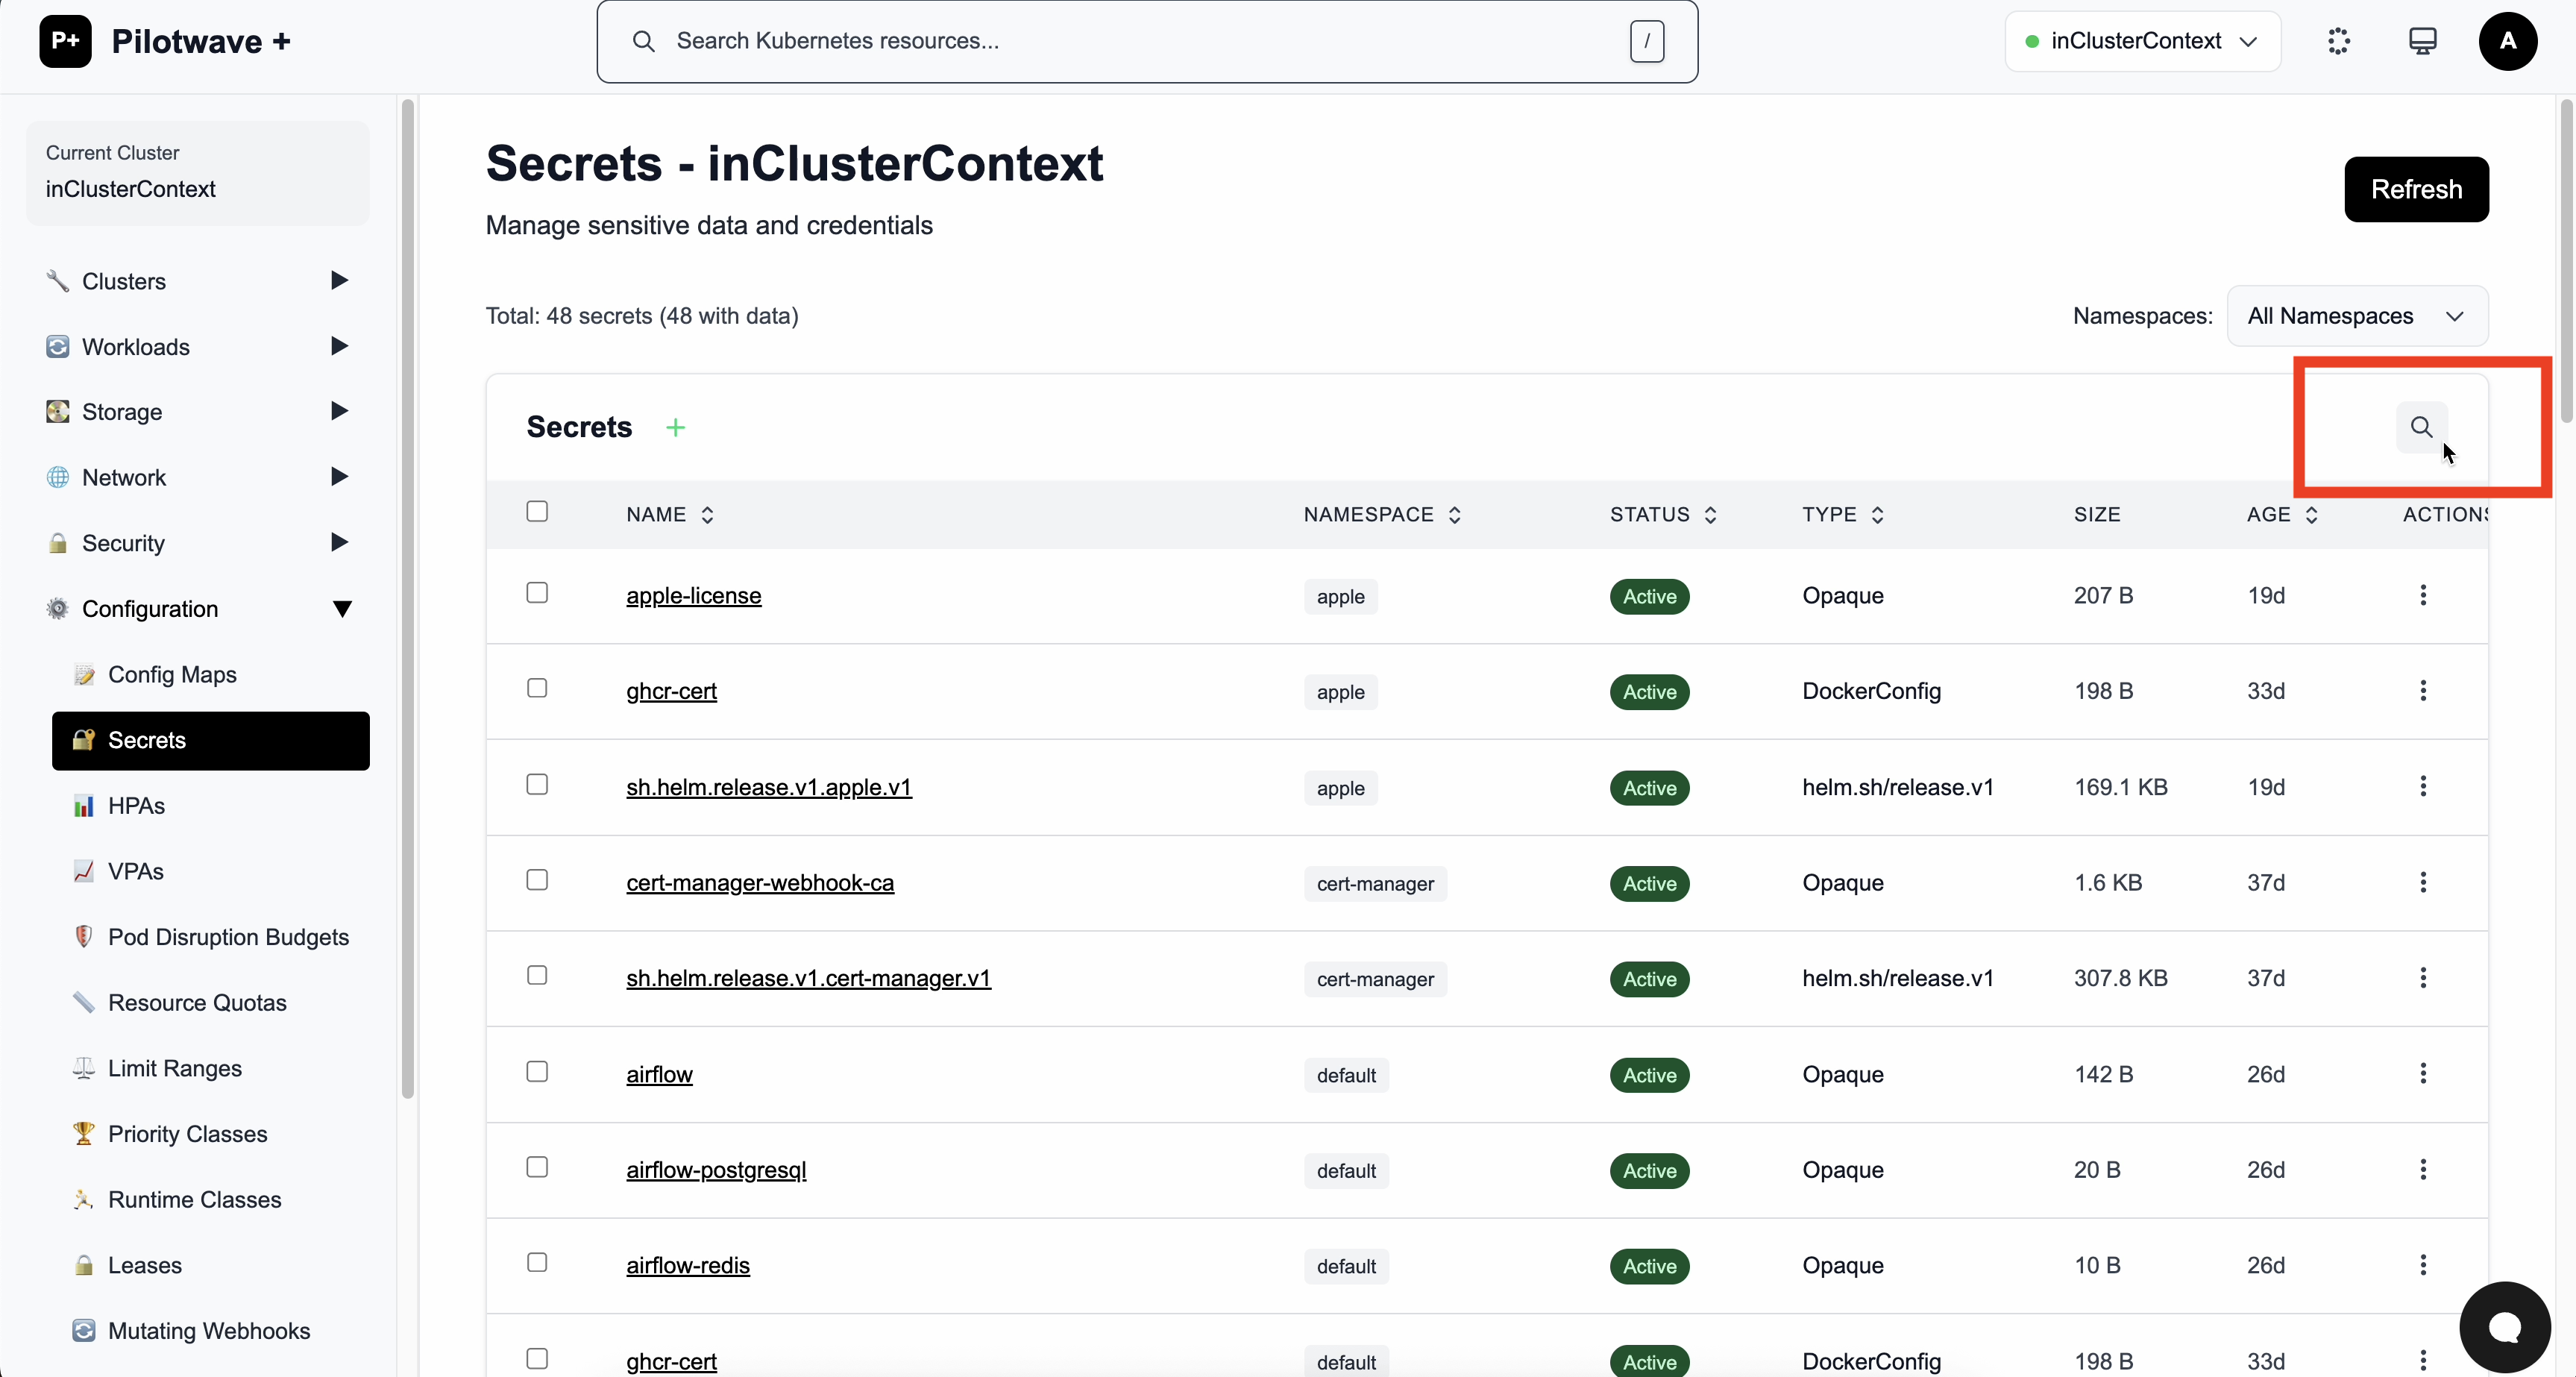 P+ Pilotwave +
Search Kubernetes resources... /
inClusterContext
A
Current Cluster
inClusterContext
Clusters
Workloads
Storage
Network
Security
Configuration
Config Maps
Secrets
HPAs
VPAs
Pod Disruption Budgets
Resource Quotas
Limit Ranges
Priority Classes
Runtime Classes
Leases
Mutating Webhooks
Secrets - inClusterContext
Manage sensitive data and credentials
Refresh
Total: 48 secrets (48 with data)
Namespaces: All Namespaces
Secrets +
NAME NAMESPACE STATUS TYPE SIZE AGE ACTIONS
apple-license apple Active Opaque 207 B 19d
ghcr-cert apple Active DockerConfig 198 B 33d
sh.helm.release.v1.apple.v1 apple Active helm.sh/release.v1 169.1 KB 19d
cert-manager-webhook-ca cert-manager Active Opaque 1.6 KB 37d
sh.helm.release.v1.cert-manager.v1 cert-manager Active helm.sh/release.v1 307.8 KB 37d
airflow default Active Opaque 142 B 26d
airflow-postgresql default Active Opaque 20 B 26d
airflow-redis default Active Opaque 10 B 26d
ghcr-cert default Active DockerConfig 198 B 33d